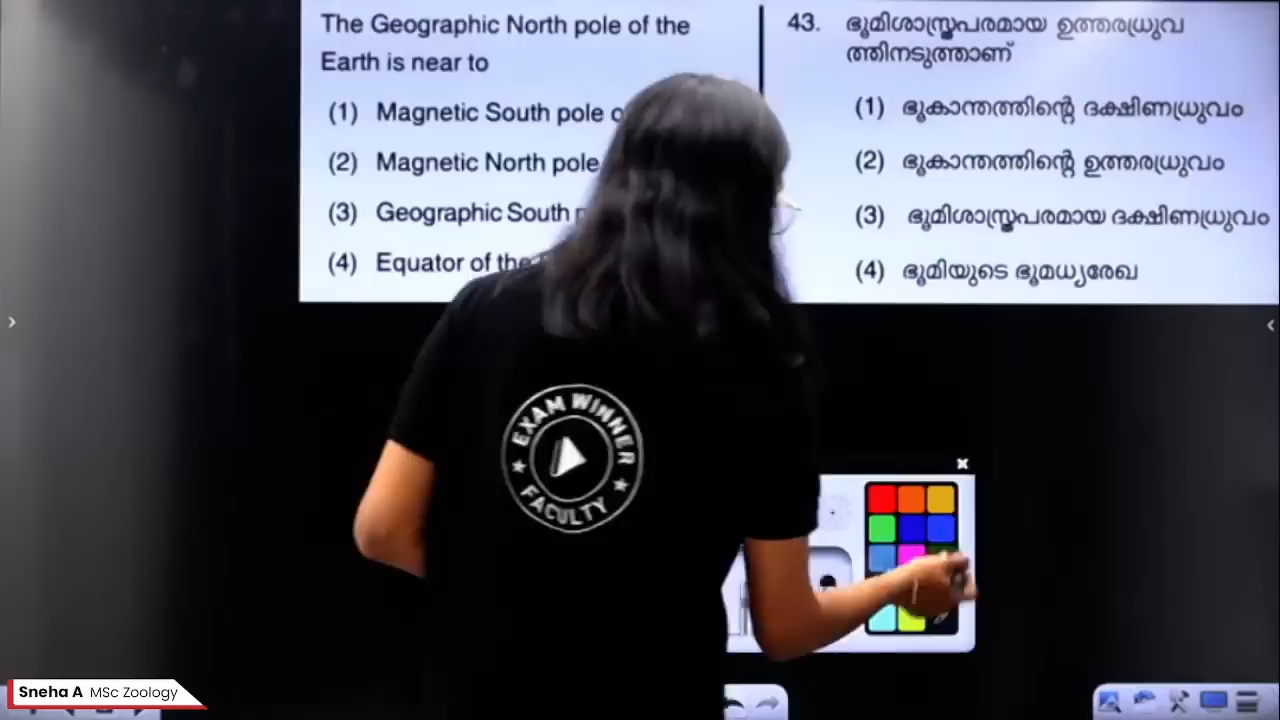 The Geographic North pole of the
Earth is near to
(1) Magnetic South pole
(2) Magnetic North pole
(3) Geographic South
(4) Equator of the
43. ഭൂമിശാസ്ത്രപരമായ ഉത്തരധ്രുവ
ത്തിനടുത്താണ്
(1) ഭൂകാന്തത്തിന്റെ ദക്ഷിണധ്രുവം
(2) ഭൂകാന്തത്തിന്റെ ഉത്തരധ്രുവം
(3) ഭൂമിശാസ്ത്രപരമായ ദക്ഷിണധ്രുവം
(4) ഭൂമിയുടെ ഭൂമധ്യരേഖ
EXAM WINNER
FACULTY
Sneha A MSc Zoology